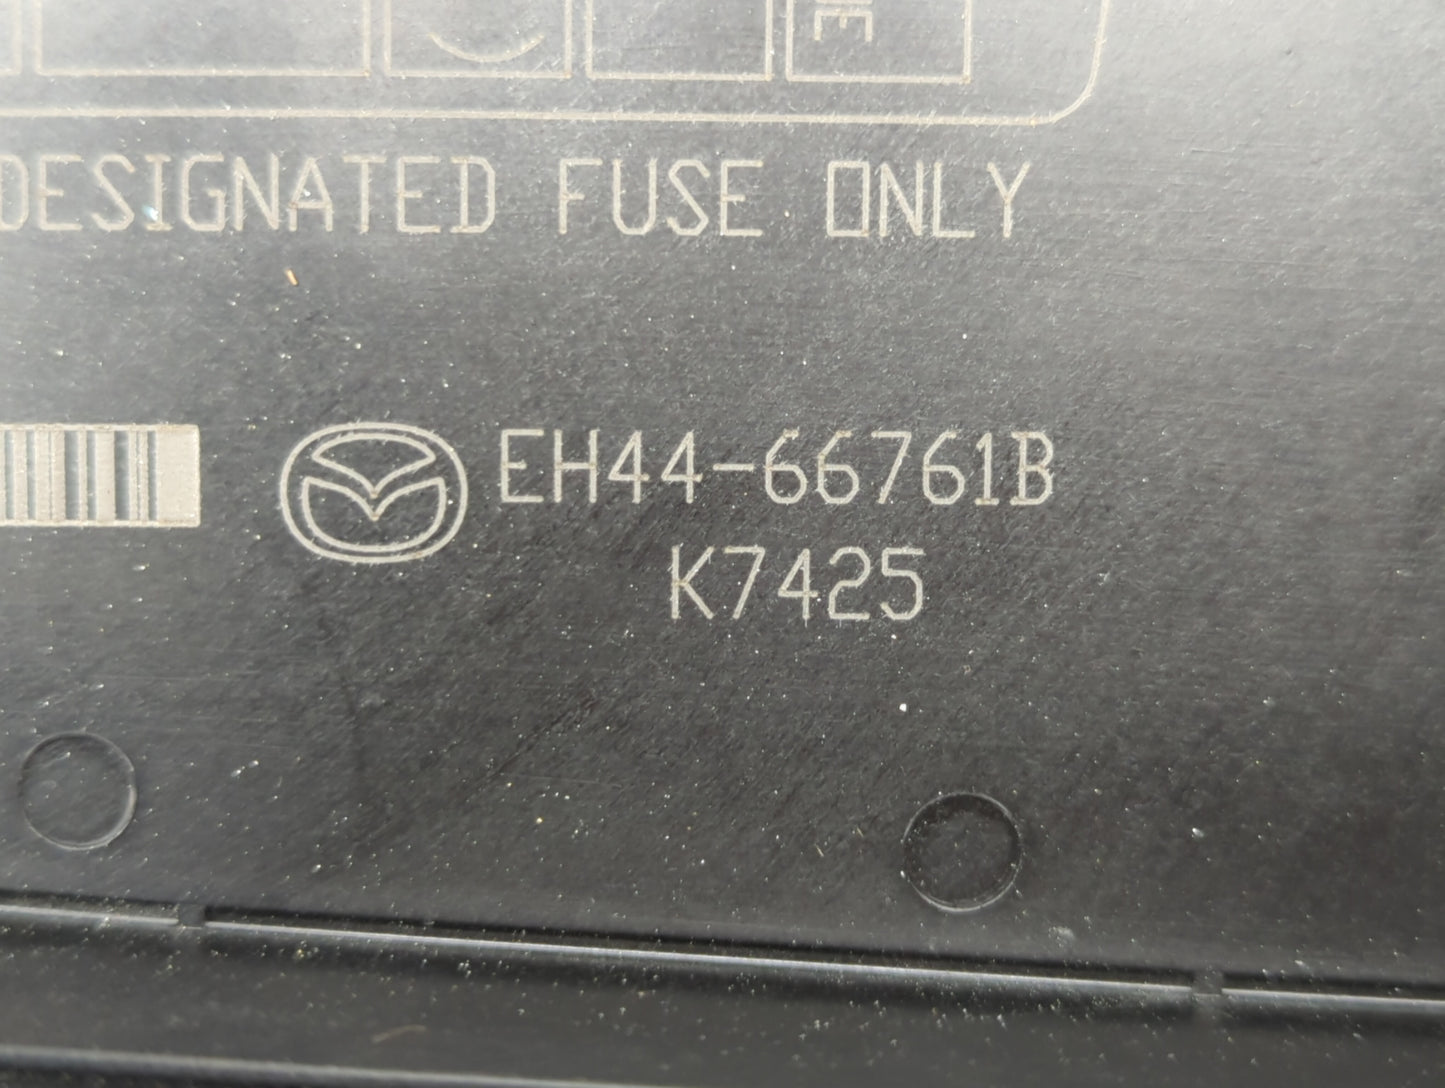 DESIGNATED FUSE ONLY
EH44-66761B
K7425